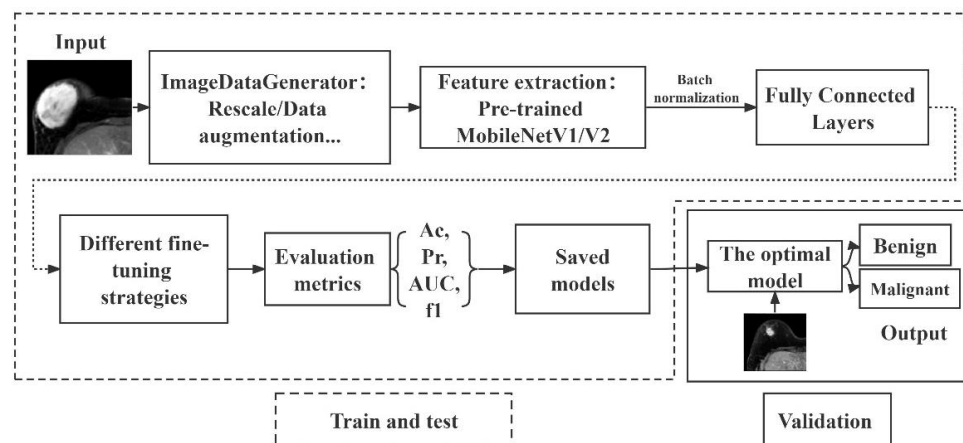 Input
ImageDataGenerator:
Rescale/Data
augmentation...
Feature extraction:
Pre-trained
MobileNetV1/V2
Batch
normalization
Fully Connected
Layers
Different fine-
tuning
strategies
Evaluation
metrics
Ac,
Pr,
AUC,
f1
Saved
models
The optimal
model
Benign
Malignant
Output
Train and test
Validation